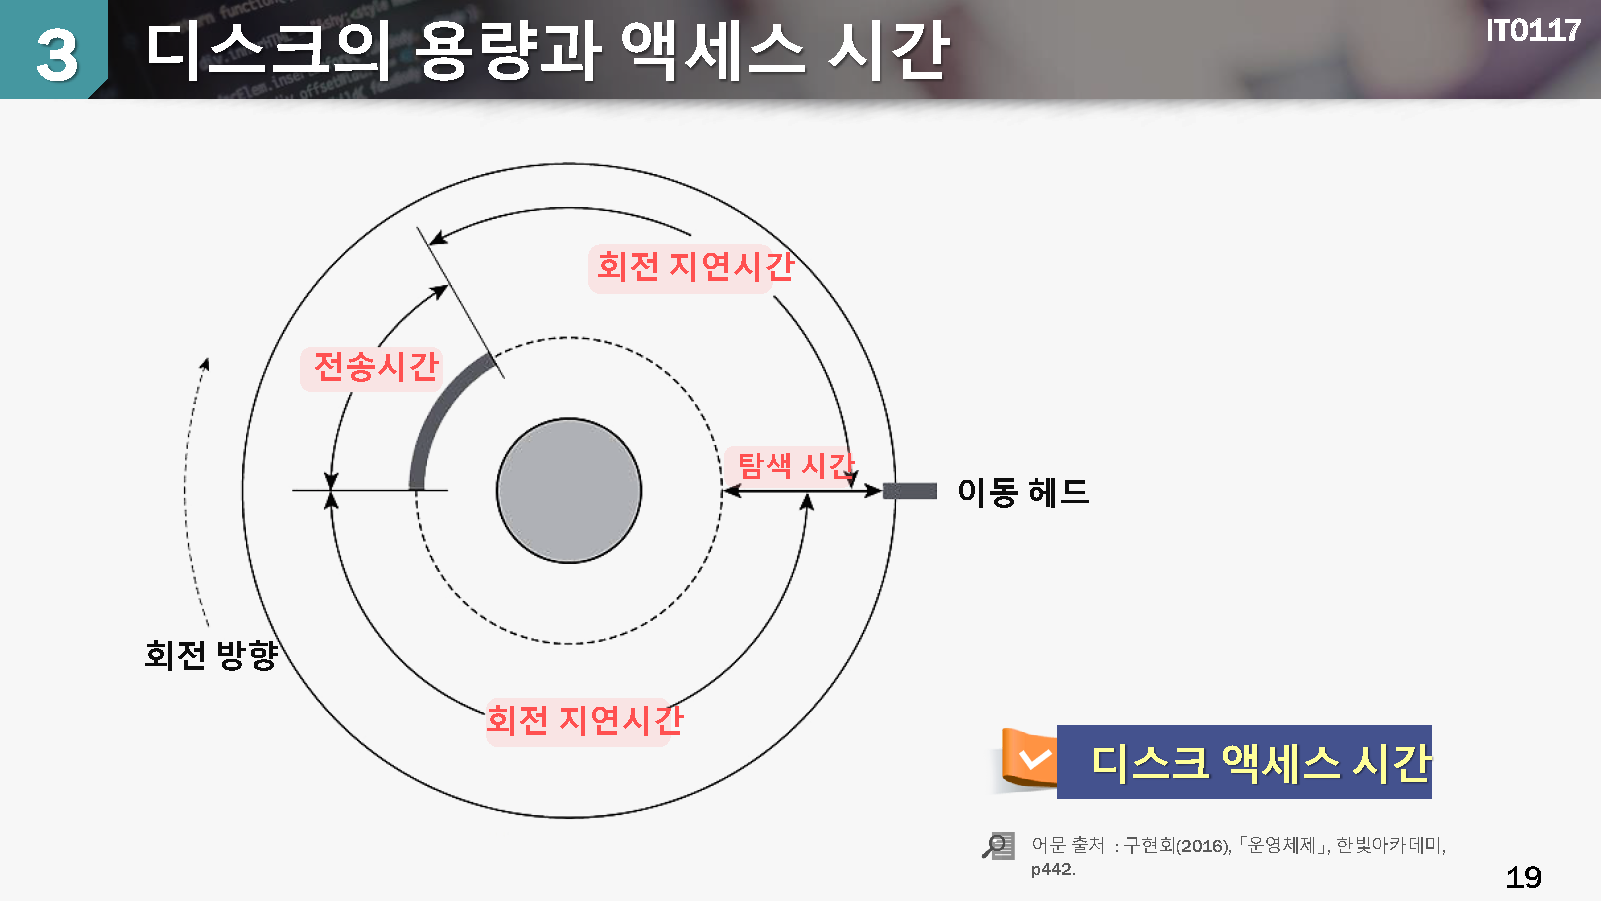 3
디스크의 용량과 액세스 시간
IT0117
회전 지연시간
전송시간
탐색 시간
이동 헤드
회전 방향
회전 지연시간
디스크 액세스 시간
어문 출처 : 구현회(2016), 「운영체제」, 한빛아카데미,
p442.
19